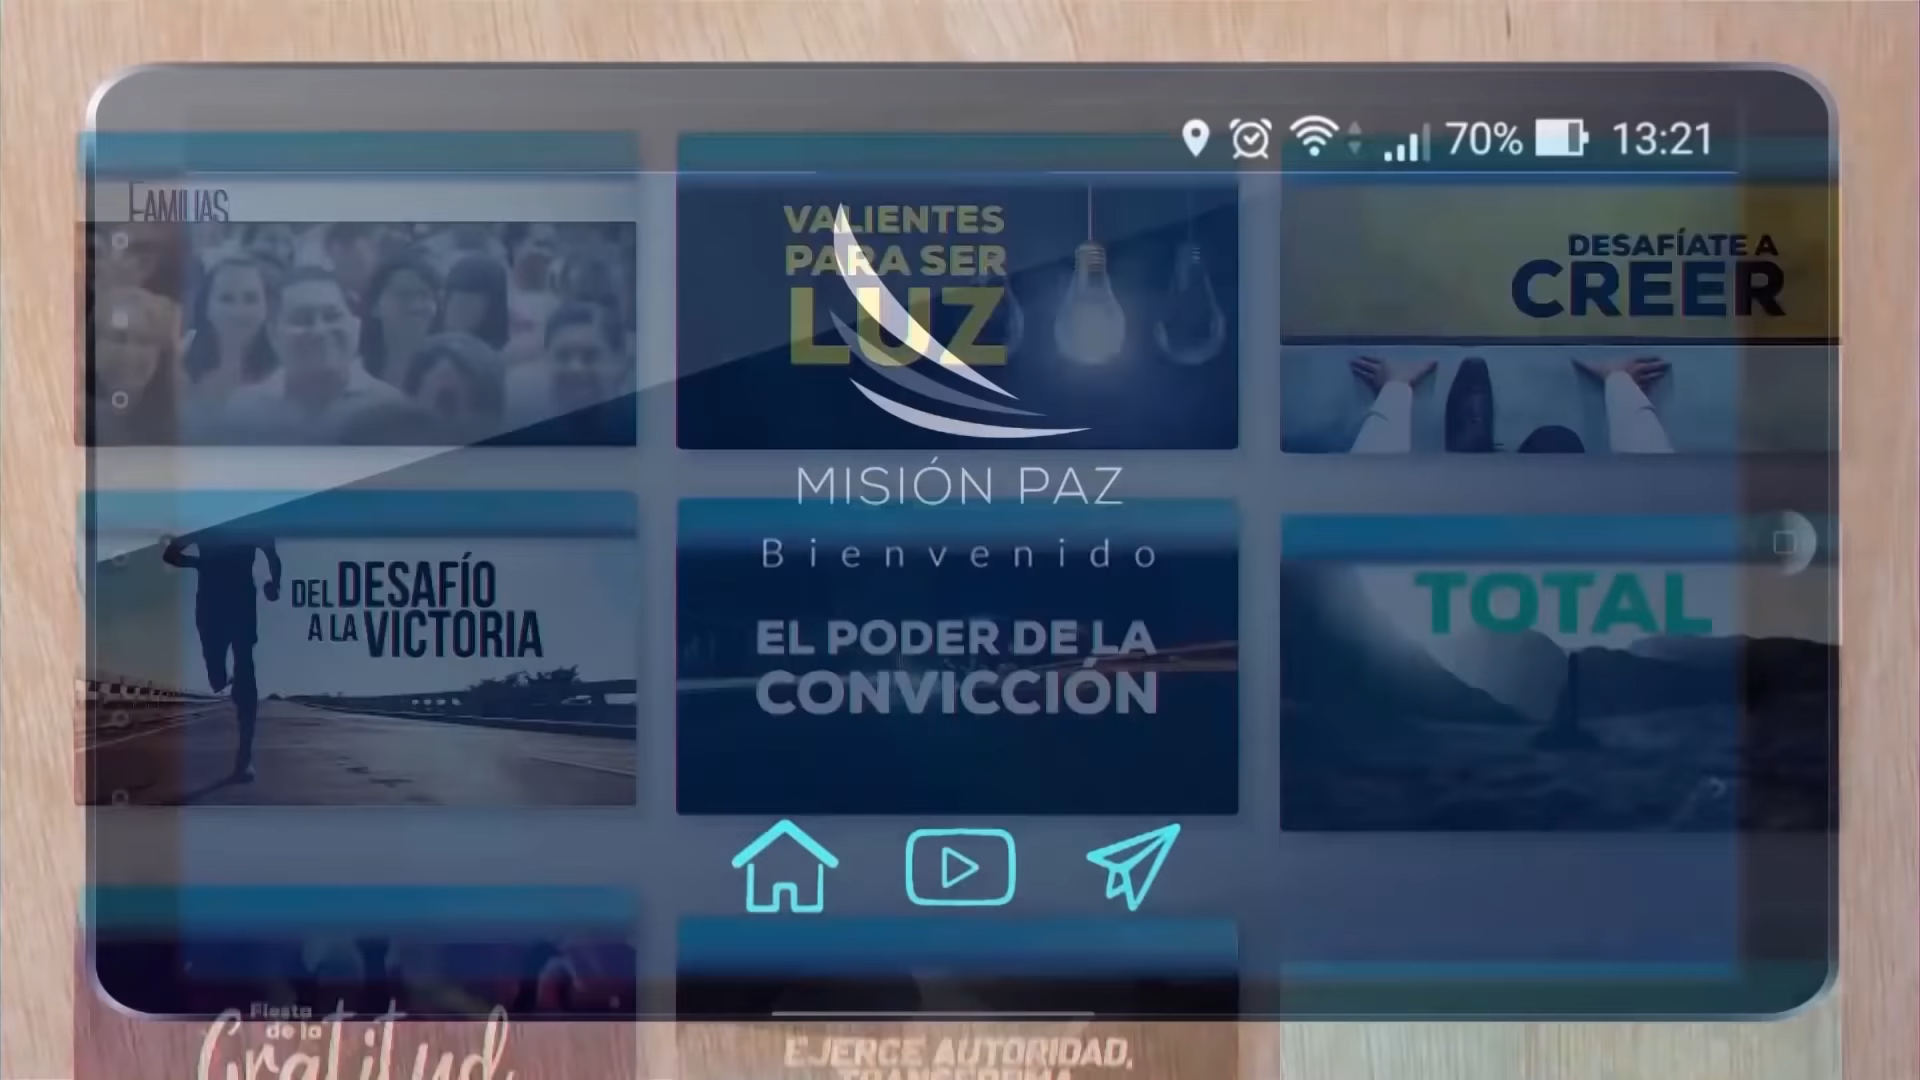 70% 13:21
FAMILIAS
VALIENTES
PARA SER
LUZ
DESAFÍATE A
CREER
MISIÓN PAZ
Bienvenido
DEL DESAFÍO
A LA VICTORIA
EL PODER DE LA
CONVICCIÓN
TOTAL
Fiesta
de la
Gratitud
EJERCE AUTORIDAD,